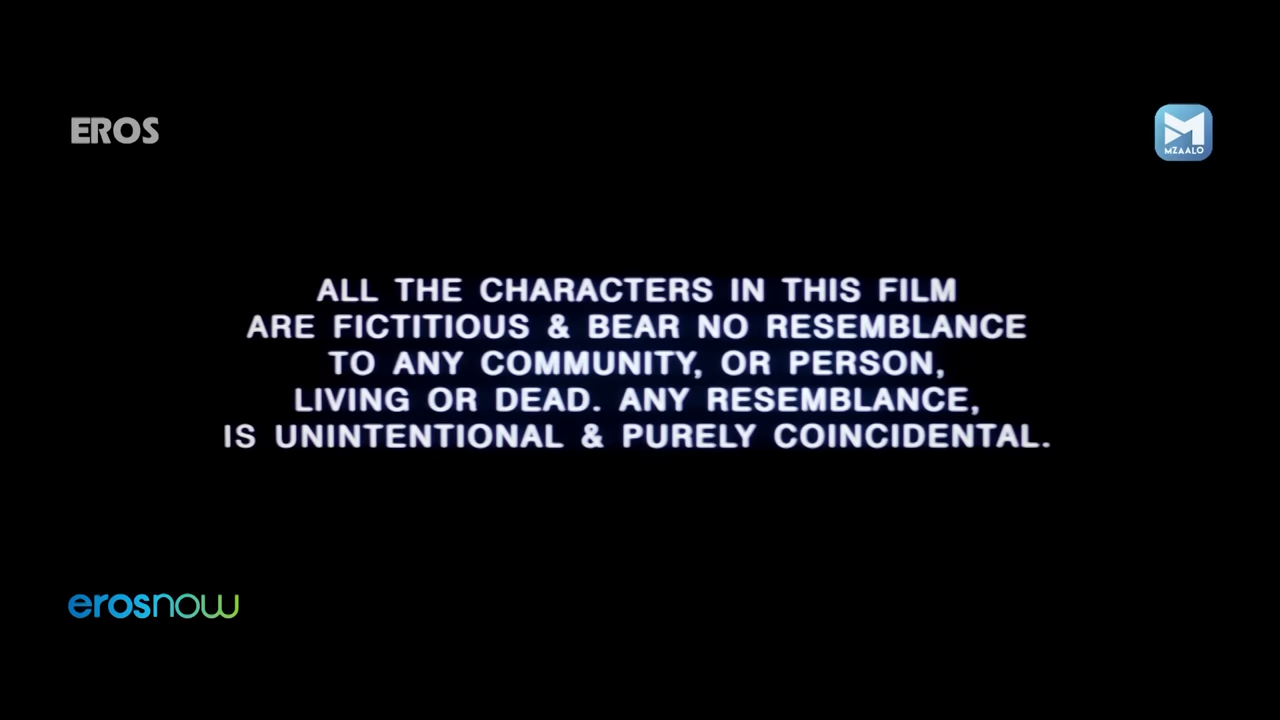 EROS
MZAALO
ALL THE CHARACTERS IN THIS FILM
ARE FICTITIOUS & BEAR NO RESEMBLANCE
TO ANY COMMUNITY, OR PERSON,
LIVING OR DEAD. ANY RESEMBLANCE,
IS UNINTENTIONAL & PURELY COINCIDENTAL.
erosnow